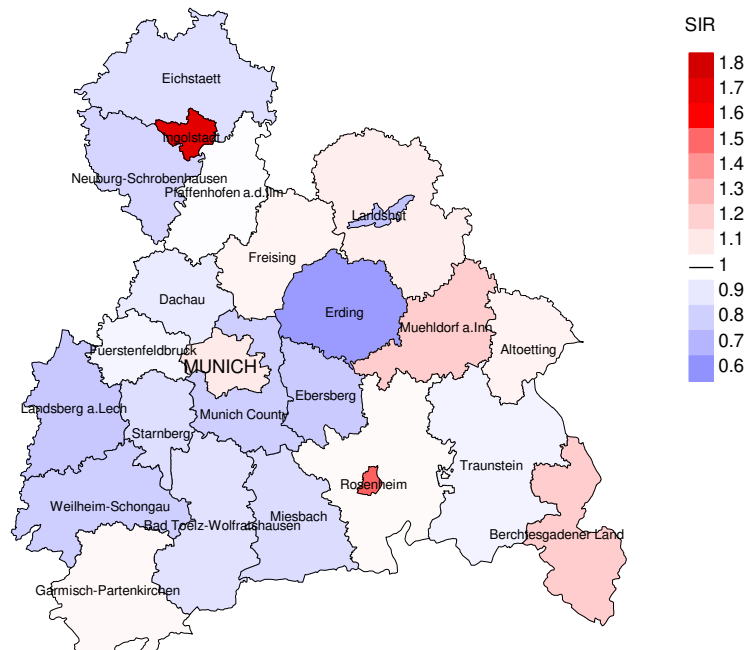 SIR
1.8
1.7
1.6
1.5
1.4
1.3
1.2
1.1
1
0.9
0.8
0.7
0.6
Eichstaett
Ingolstadt
Neuburg-Schrobenhausen
Pfaffenhofen a.d.Ilm
Landshut
Freising
Dachau
Erding
Muehldorf a.Inn
Altoetting
Fuerstenfeldbruck
MUNICH
Ebersberg
Landsberg a.Lech
Munich County
Starnberg
Traunstein
Rosenheim
Weilheim-Schongau
Miesbach
Bad Toelz-Wolfratshausen
Berchtesgadener Land
Garmisch-Partenkirchen